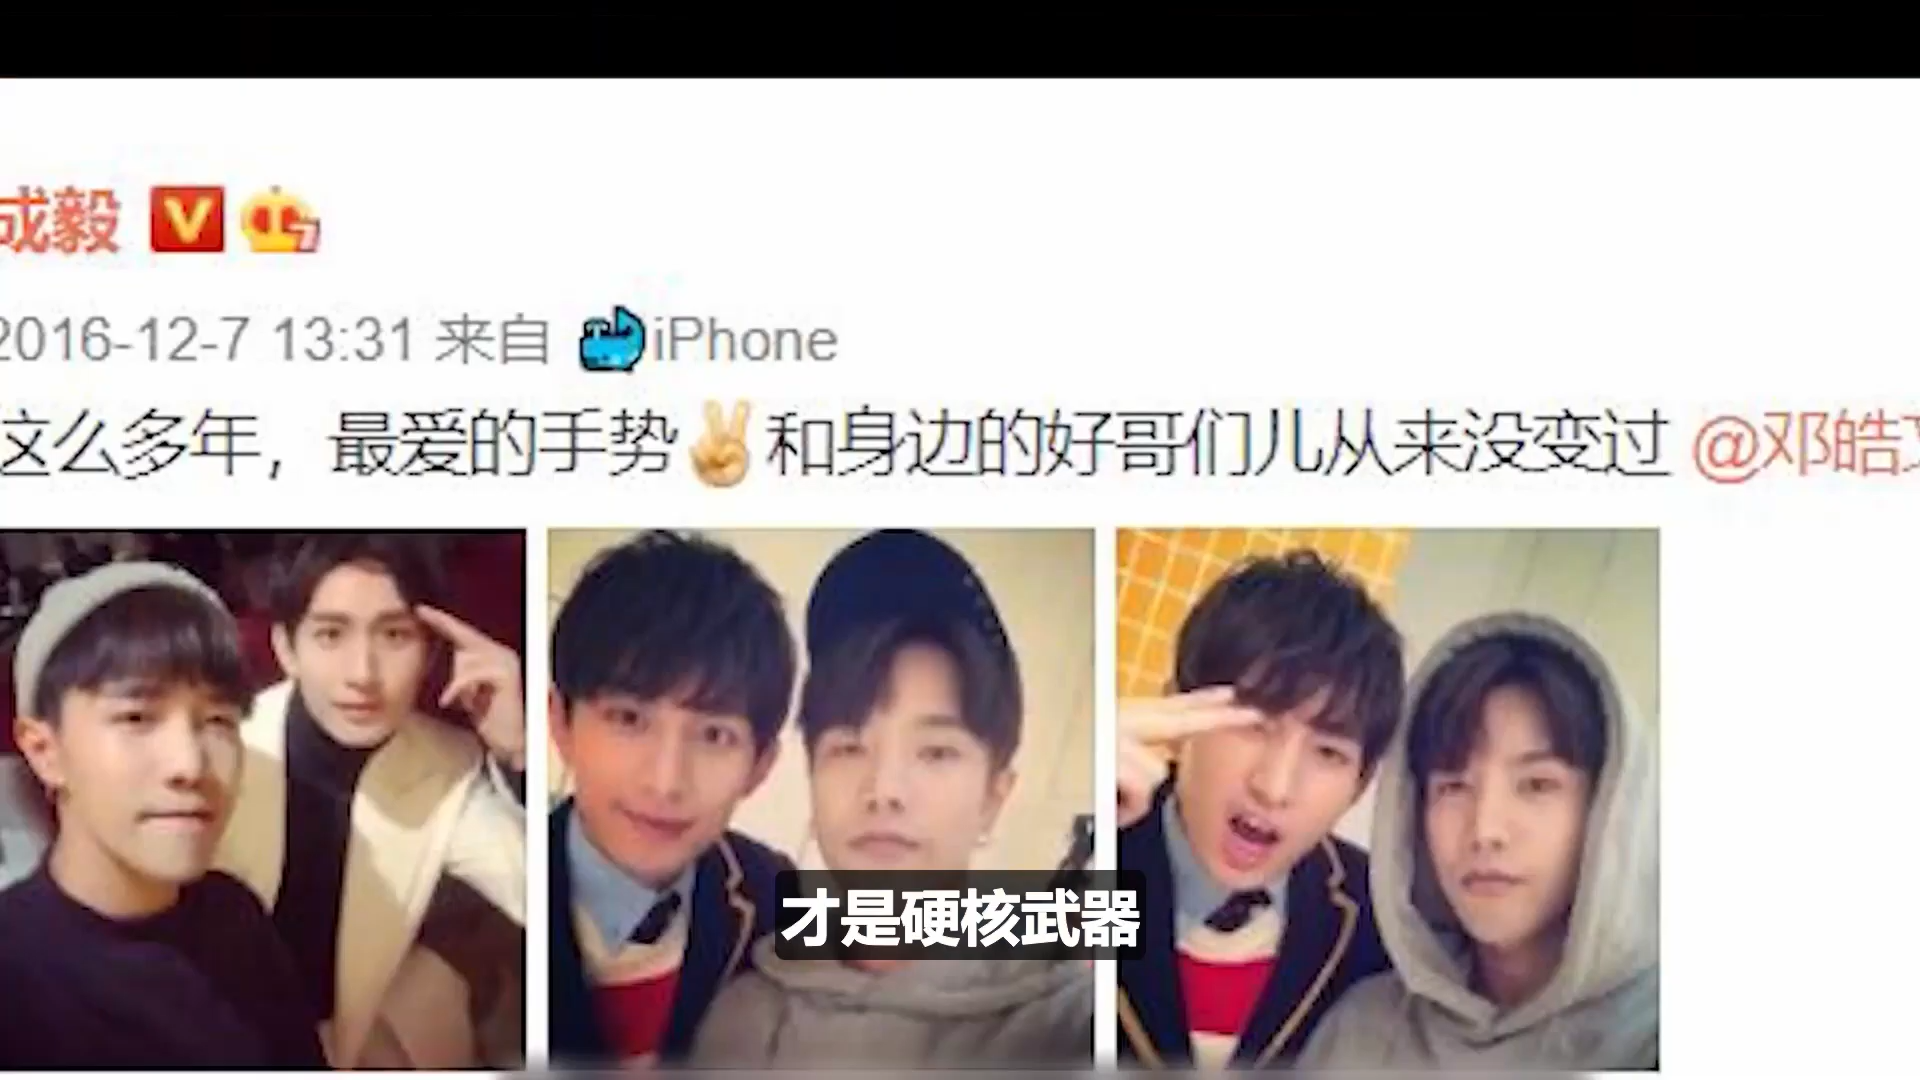 成毅 V 7
2016-12-7 13:31 来自 iPhone
这么多年，最爱的手势✌和身边的好哥们儿从来没变过 @邓皓
才是硬核武器